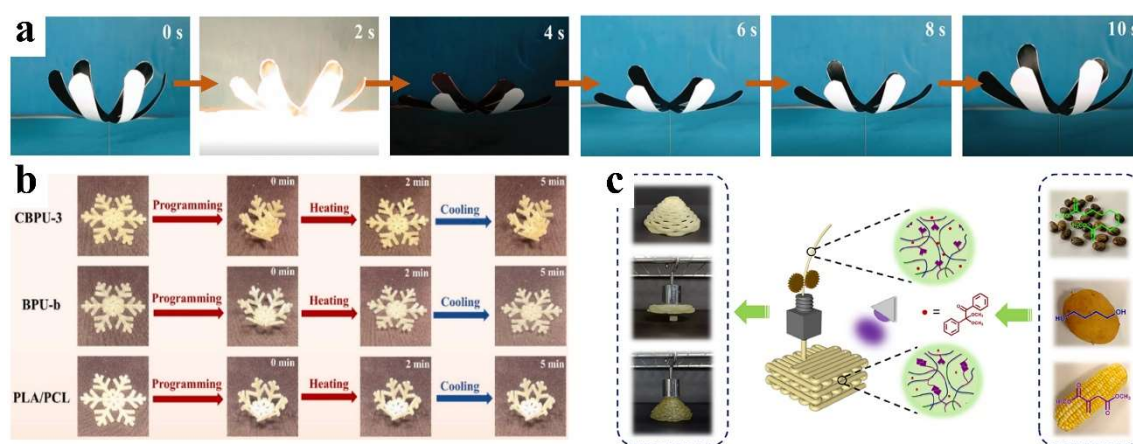 a
0 s
2 s
4 s
6 s
8 s
10 s
b
CBPU-3
Programming
0 min
Heating
2 min
Cooling
5 min
BPU-b
Programming
0 min
Heating
2 min
Cooling
5 min
PLA/PCL
Programming
0 min
Heating
2 min
Cooling
5 min
c
=
OH
OCH₃
O